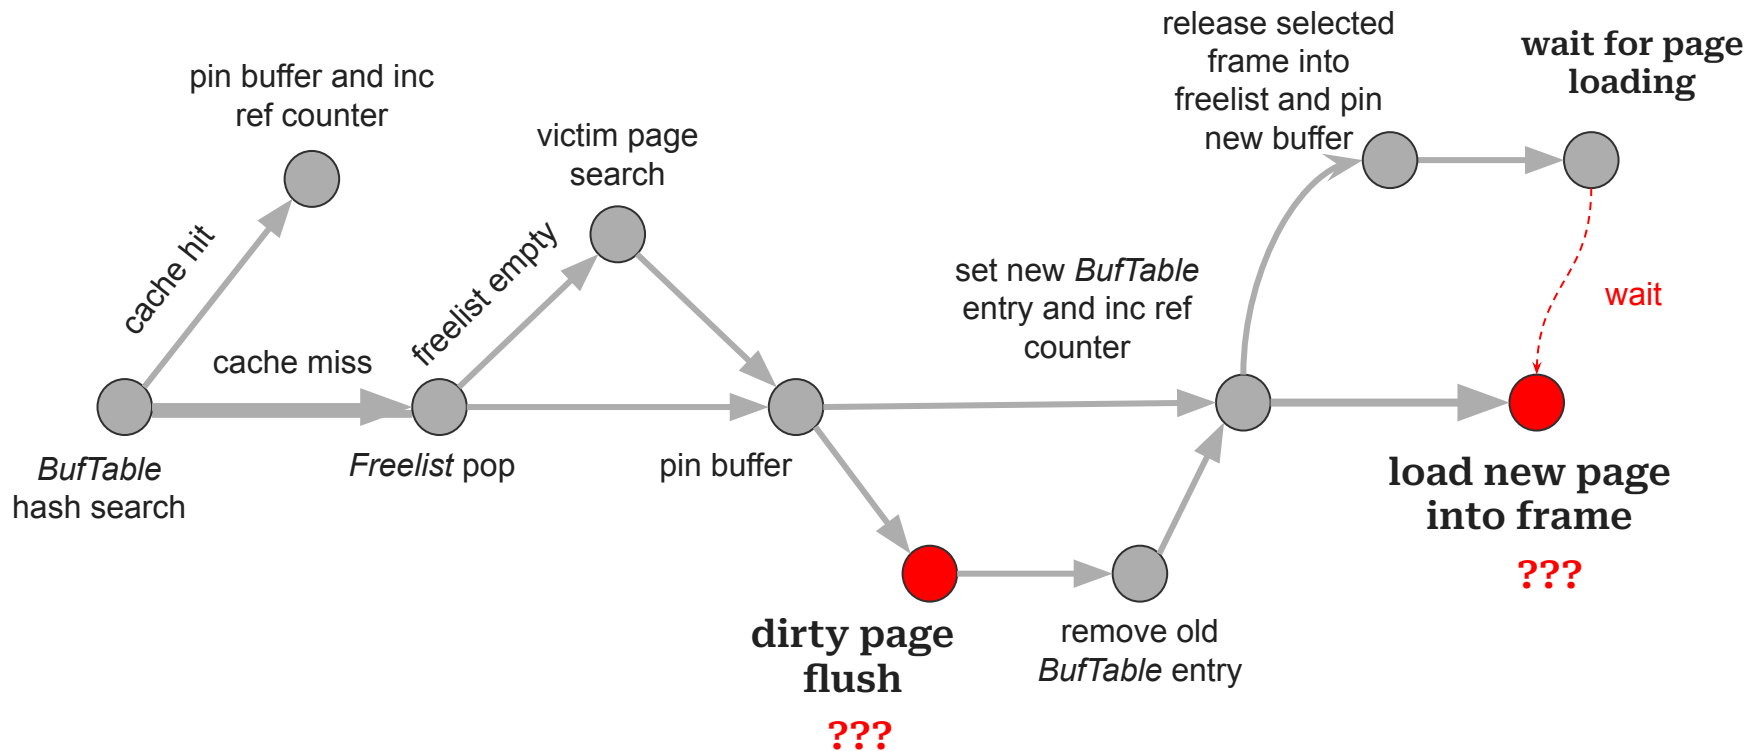 pin buffer and inc
ref counter
victim page
search
release selected
frame into
freelist and pin
new buffer
wait for page
loading
cache hit
freelist empty
cache miss
set new BufTable
entry and inc ref
counter
wait
BufTable
hash search
Freelist pop
pin buffer
load new page
into frame
???
dirty page
flush
???
remove old
BufTable entry